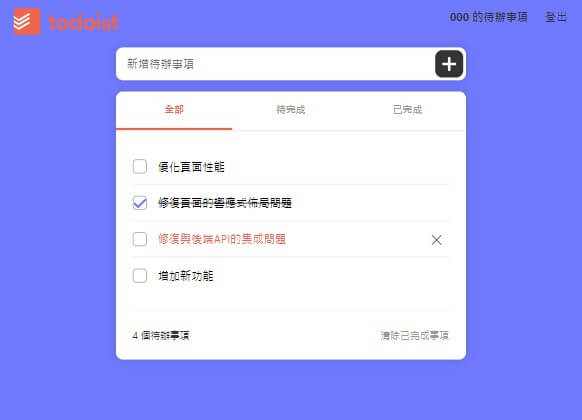 todoist
000 的待辦事項 登出
新增待辦事項
全部 待完成 已完成
優化頁面性能
修復頁面的響應式佈局問題
修復與後端API的集成問題
增加新功能
4 個待辦事項 清除已完成事項